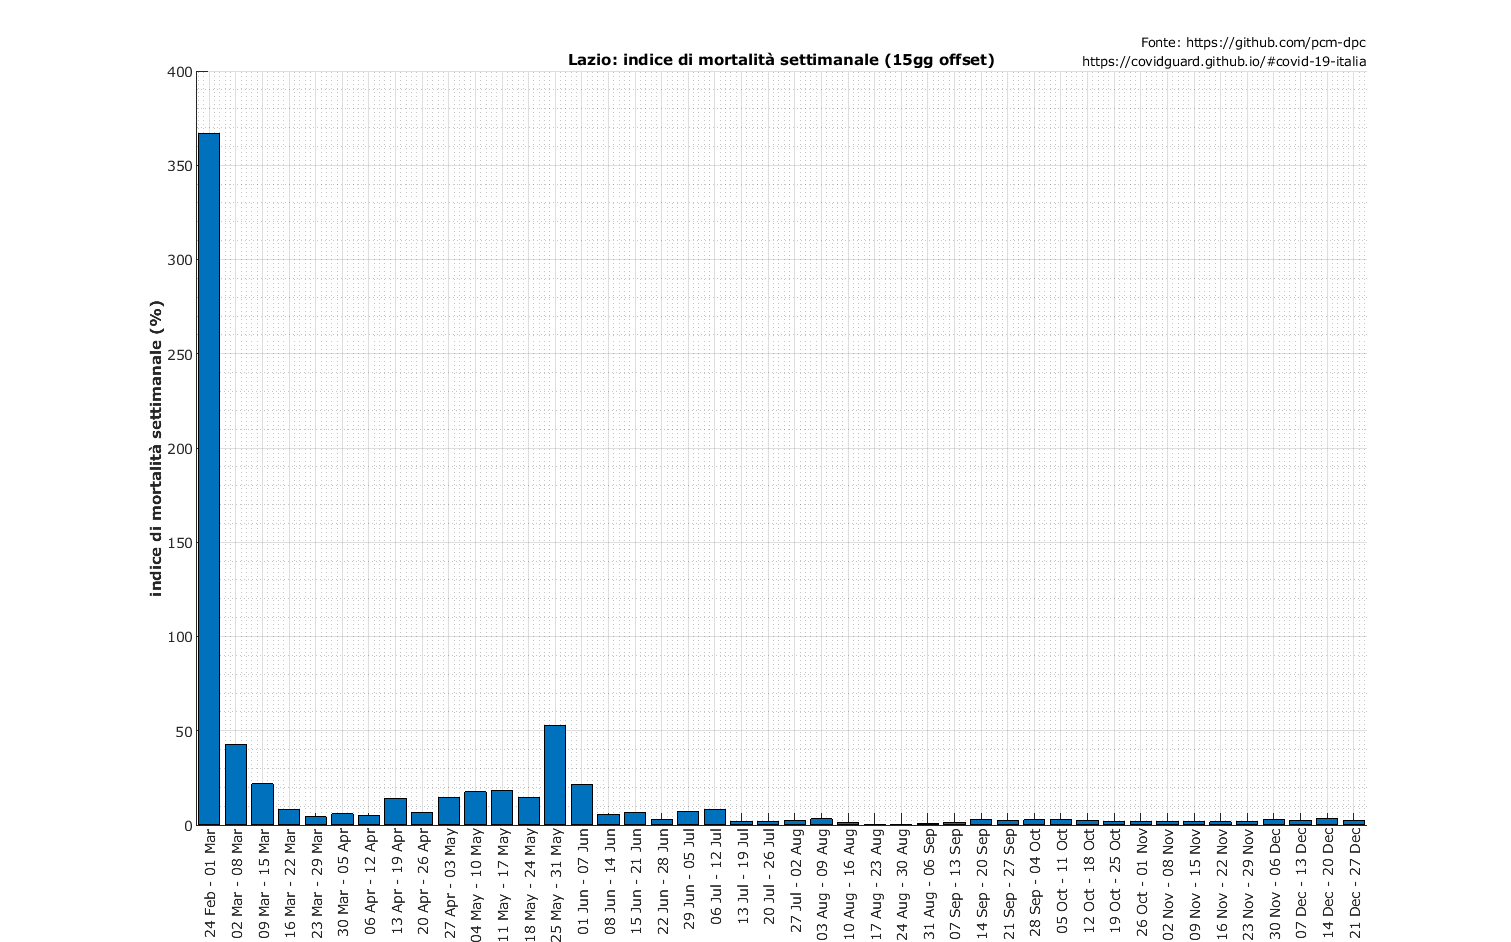 Fonte: https://github.com/pcm-dpc
Lazio: indice di mortalità settimanale (15gg offset)
https://covidguard.github.io/#covid-19-italia
indice di mortalità settimanale (%)
400
350
300
250
200
150
100
50
0
24 Feb - 01 Mar
02 Mar - 08 Mar
09 Mar - 15 Mar
16 Mar - 22 Mar
23 Mar - 29 Mar
30 Mar - 05 Apr
06 Apr - 12 Apr
13 Apr - 19 Apr
20 Apr - 26 Apr
27 Apr - 03 May
04 May - 10 May
11 May - 17 May
18 May - 24 May
25 May - 31 May
01 Jun - 07 Jun
08 Jun - 14 Jun
15 Jun - 21 Jun
22 Jun - 28 Jun
29 Jun - 05 Jul
06 Jul - 12 Jul
13 Jul - 19 Jul
20 Jul - 26 Jul
27 Jul - 02 Aug
03 Aug - 09 Aug
10 Aug - 16 Aug
17 Aug - 23 Aug
24 Aug - 30 Aug
31 Aug - 06 Sep
07 Sep - 13 Sep
14 Sep - 20 Sep
21 Sep - 27 Sep
28 Sep - 04 Oct
05 Oct - 11 Oct
12 Oct - 18 Oct
19 Oct - 25 Oct
26 Oct - 01 Nov
02 Nov - 08 Nov
09 Nov - 15 Nov
16 Nov - 22 Nov
23 Nov - 29 Nov
30 Nov - 06 Dec
07 Dec - 13 Dec
14 Dec - 20 Dec
21 Dec - 27 Dec